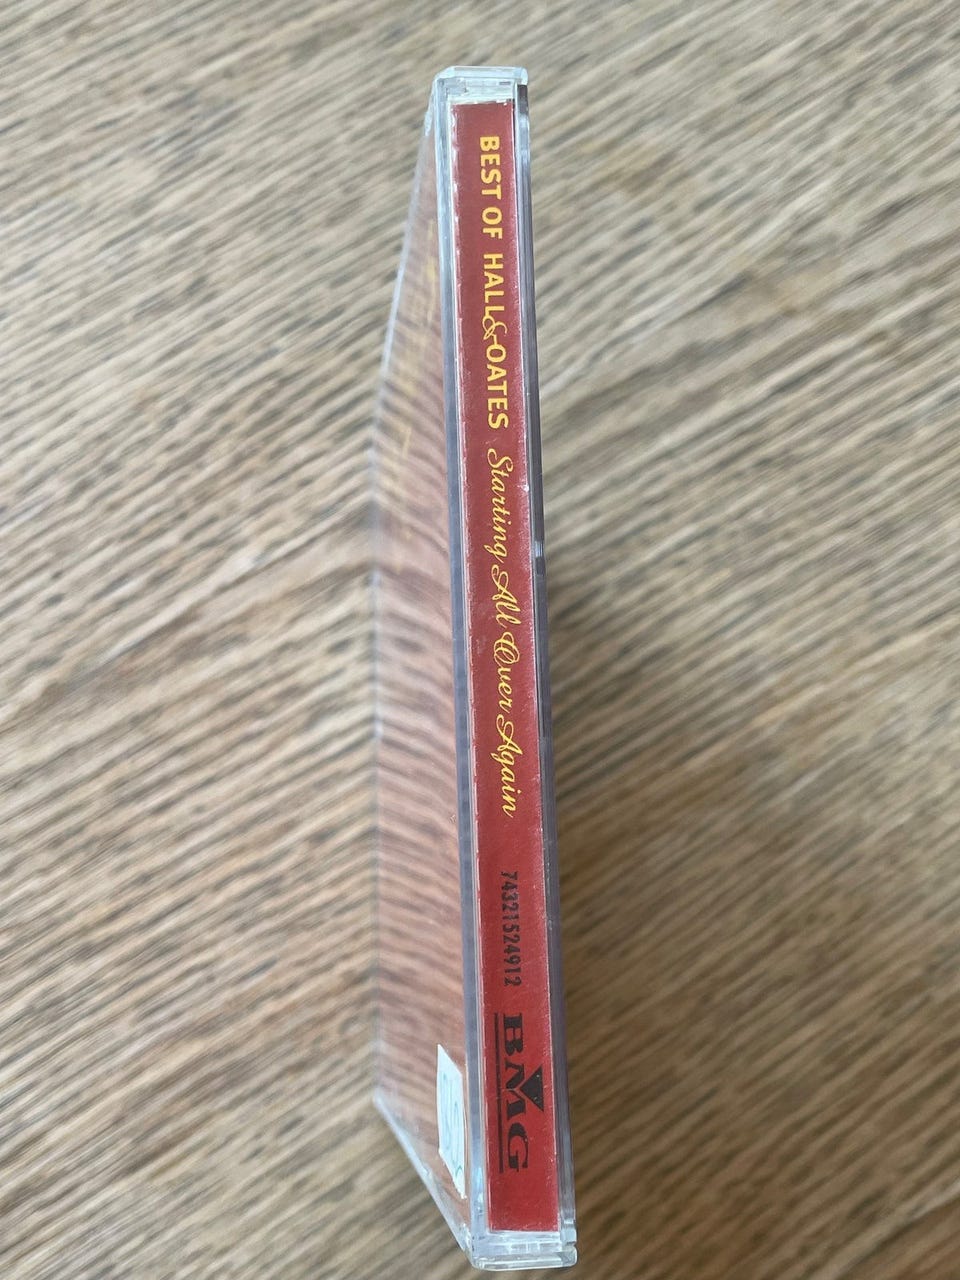 BEST OF HALL & OATES Starting All Over Again 74321524912 BMG